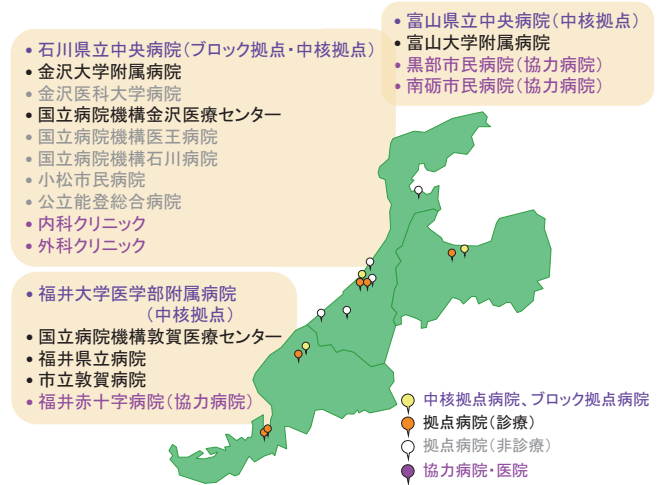 • 富山県立中央病院（中核拠点）
• 富山大学附属病院
• 黒部市民病院（協力病院）
• 南砺市民病院（協力病院）
• 石川県立中央病院（ブロック拠点・中核拠点）
• 金沢大学附属病院
• 金沢医科大学病院
• 国立病院機構金沢医療センター
• 国立病院機構医王病院
• 国立病院機構石川病院
• 小松市民病院
• 公立能登総合病院
• 内科クリニック
• 外科クリニック
• 福井大学医学部附属病院
（中核拠点）
• 国立病院機構敦賀医療センター
• 福井県立病院
• 市立敦賀病院
• 福井赤十字病院（協力病院）
中核拠点病院、ブロック拠点病院
拠点病院（診療）
拠点病院（非診療）
協力病院・医院